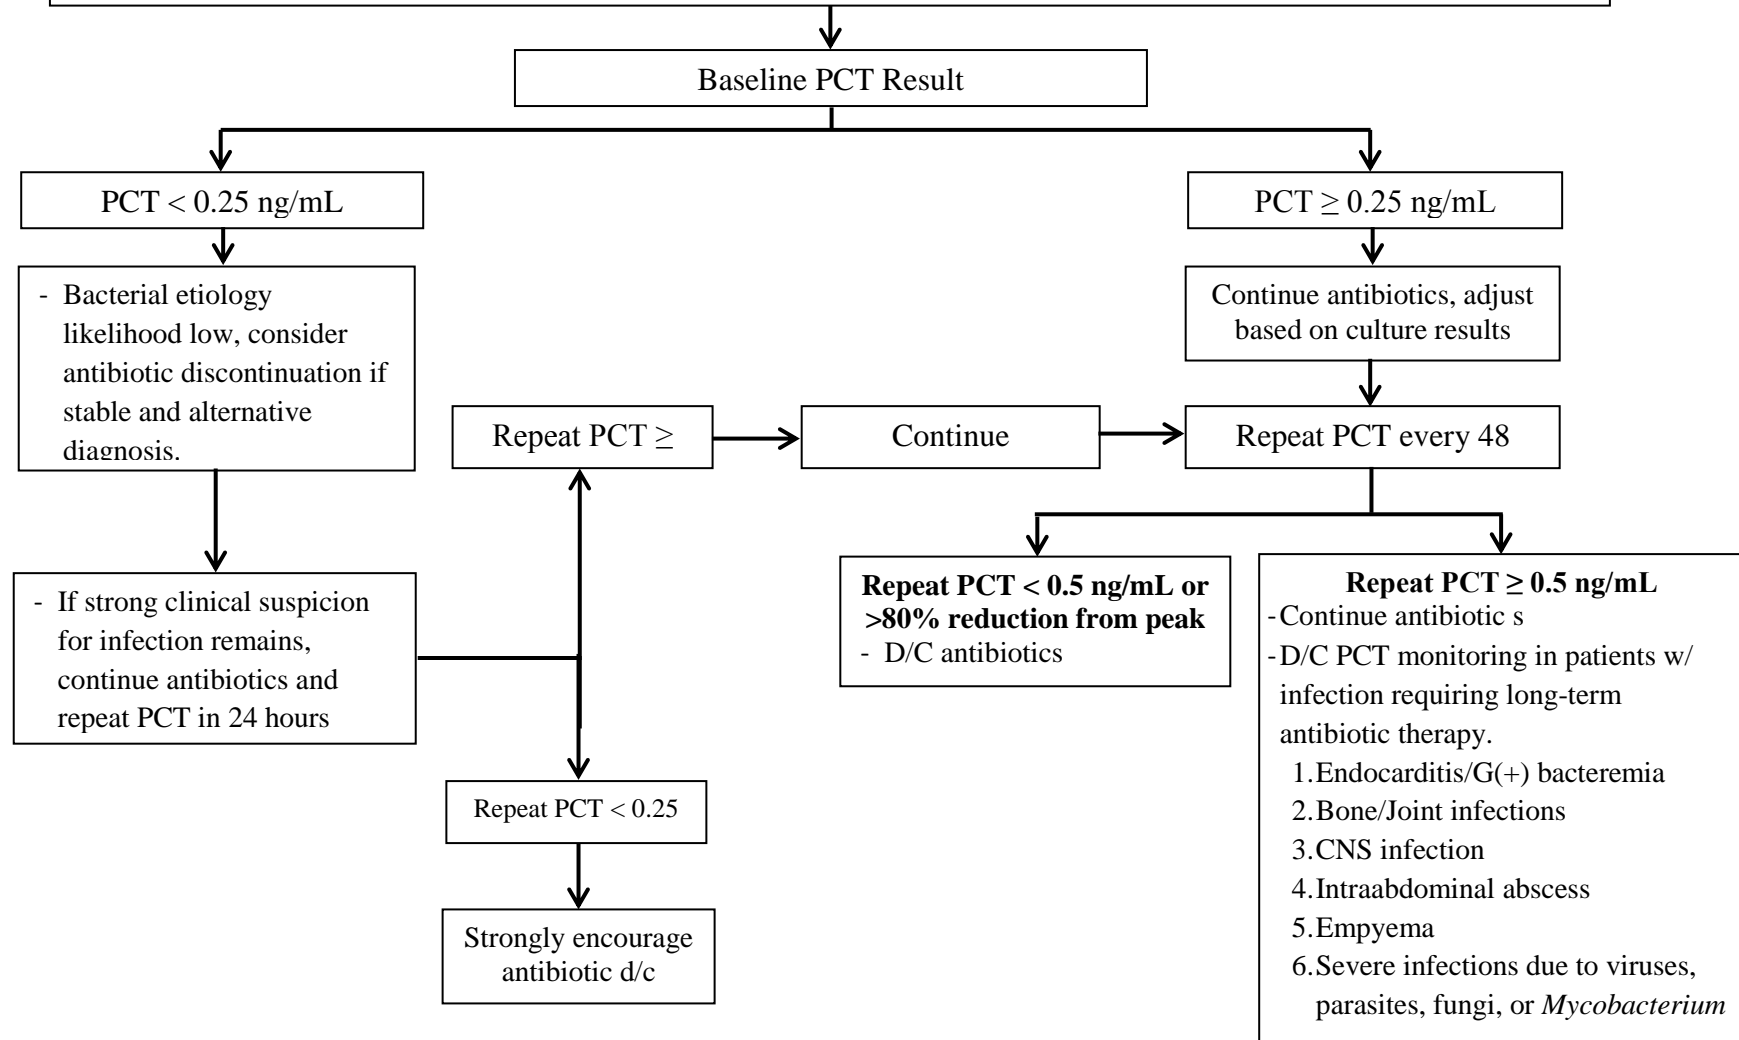 Baseline PCT Result
PCT < 0.25 ng/mL
PCT ≥ 0.25 ng/mL
- Bacterial etiology
likelihood low, consider
antibiotic discontinuation if
stable and alternative
diagnosis.
Continue antibiotics, adjust
based on culture results
Repeat PCT ≥
Continue
Repeat PCT every 48
- If strong clinical suspicion
for infection remains,
continue antibiotics and
repeat PCT in 24 hours
Repeat PCT < 0.5 ng/mL or
>80% reduction from peak
- D/C antibiotics
Repeat PCT ≥ 0.5 ng/mL
-Continue antibiotic s
-D/C PCT monitoring in patients w/
infection requiring long-term
antibiotic therapy.
1.Endocarditis/G(+) bacteremia
2.Bone/Joint infections
3.CNS infection
4.Intraabdominal abscess
5.Empyema
6.Severe infections due to viruses,
parasites, fungi, or Mycobacterium
Repeat PCT < 0.25
Strongly encourage
antibiotic d/c